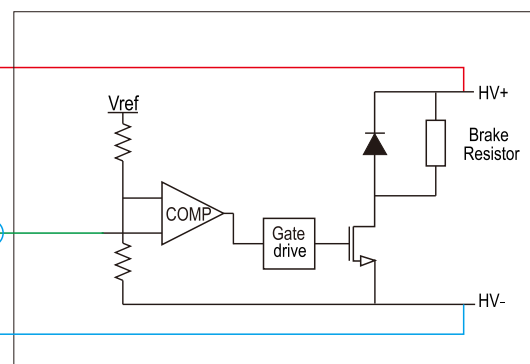 HV+
Vref
Brake
Resistor
COMP
Gate
drive
HV-